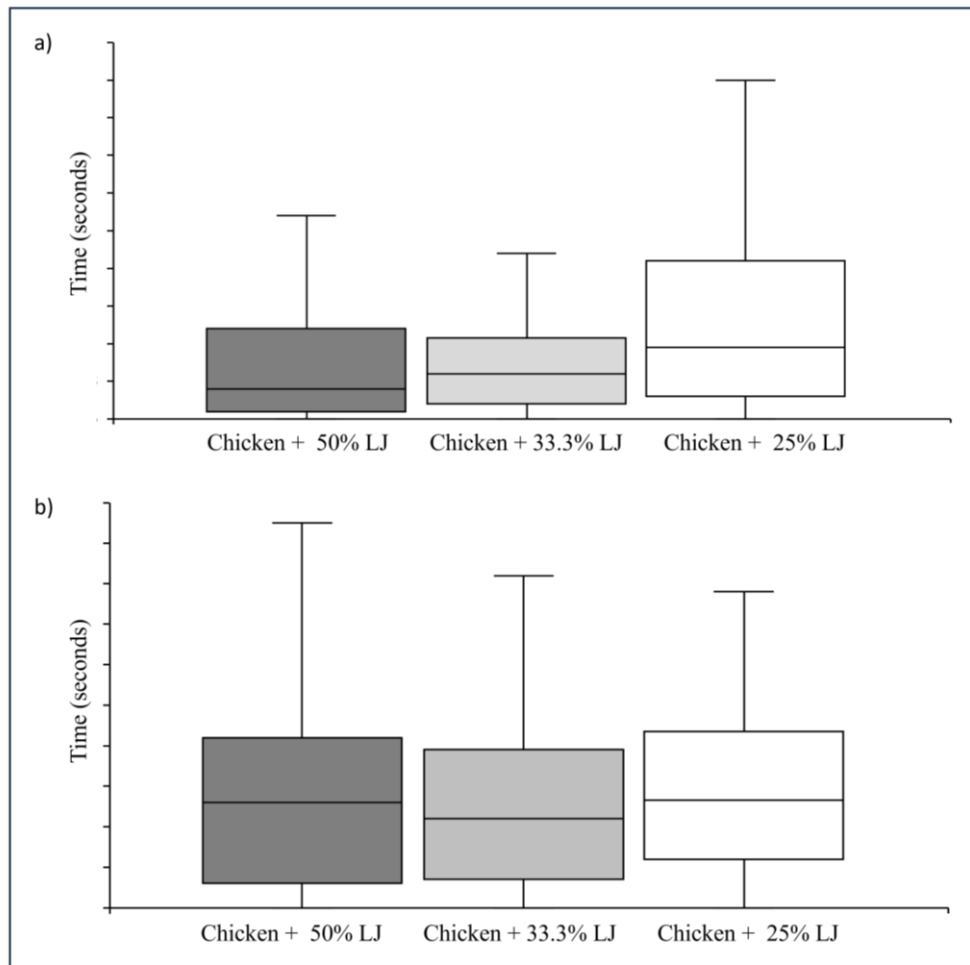 a)
Time (seconds)
Chicken +  50% LJ
Chicken + 33.3% LJ
Chicken +  25% LJ
b)
Time (seconds)
Chicken +  50% LJ
Chicken + 33.3% LJ
Chicken +  25% LJ